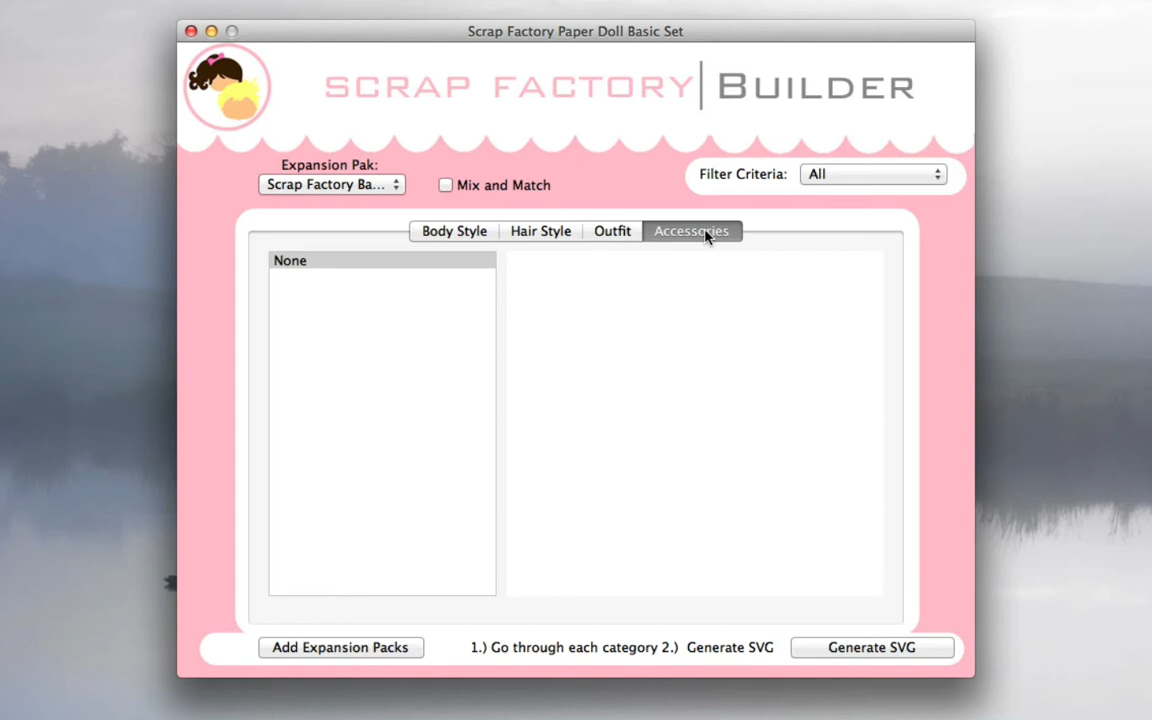 Scrap Factory Paper Doll Basic Set
SCRAP FACTORY BUILDER
Expansion Pak:
Scrap Factory Ba...
Mix and Match
Filter Criteria: All
Body Style Hair Style Outfit Accessories
None
Add Expansion Packs
1.) Go through each category 2.) Generate SVG
Generate SVG